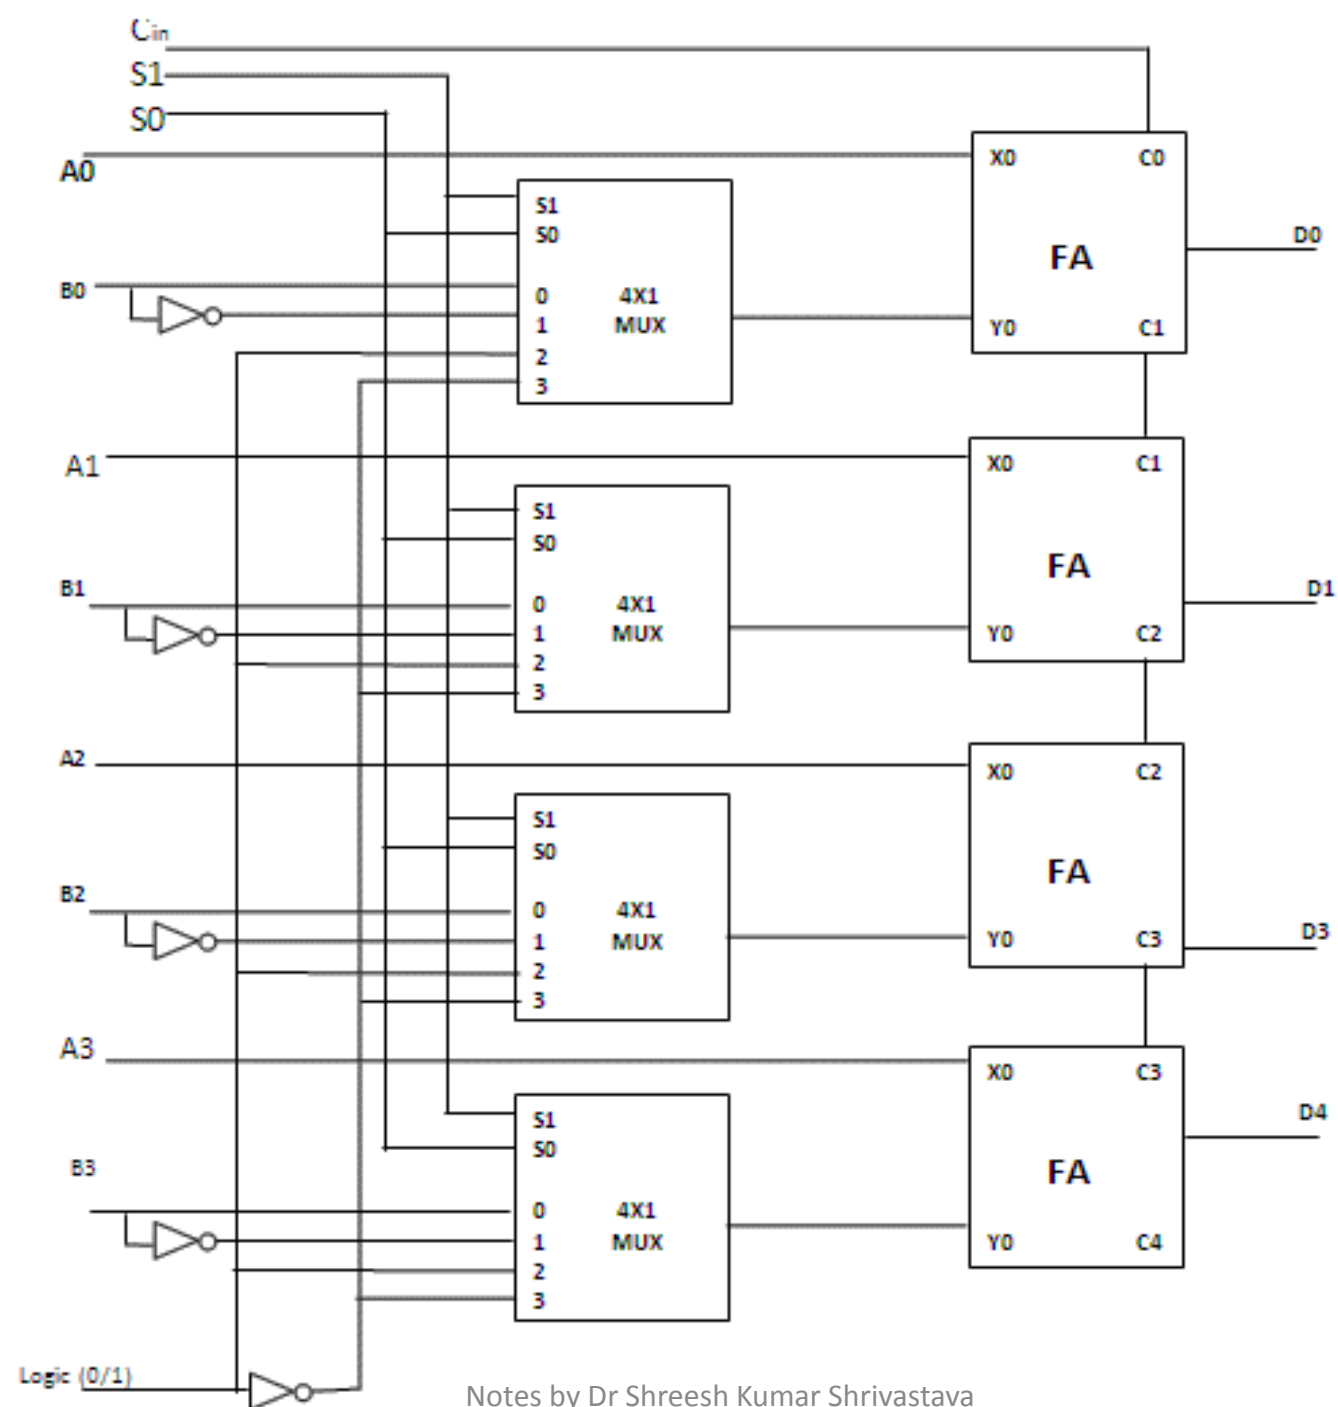 Cin
S1
S0
A0
X0 C0
S1
S0
D0
FA
B0
0 4X1
1 MUX
Y0 C1
2
3
A1
X0 C1
S1
S0
FA
B1
D1
0 4X1
1 MUX
Y0 C2
2
3
A2
X0 C2
S1
S0
FA
B2
0 4X1
D3
1 MUX
Y0 C3
2
3
A3
X0 C3
S1
D4
S0
B3
FA
0 4X1
1 MUX
Y0 C4
2
3
Logic (0/1)
Notes by Dr Shreesh Kumar Shrivastava